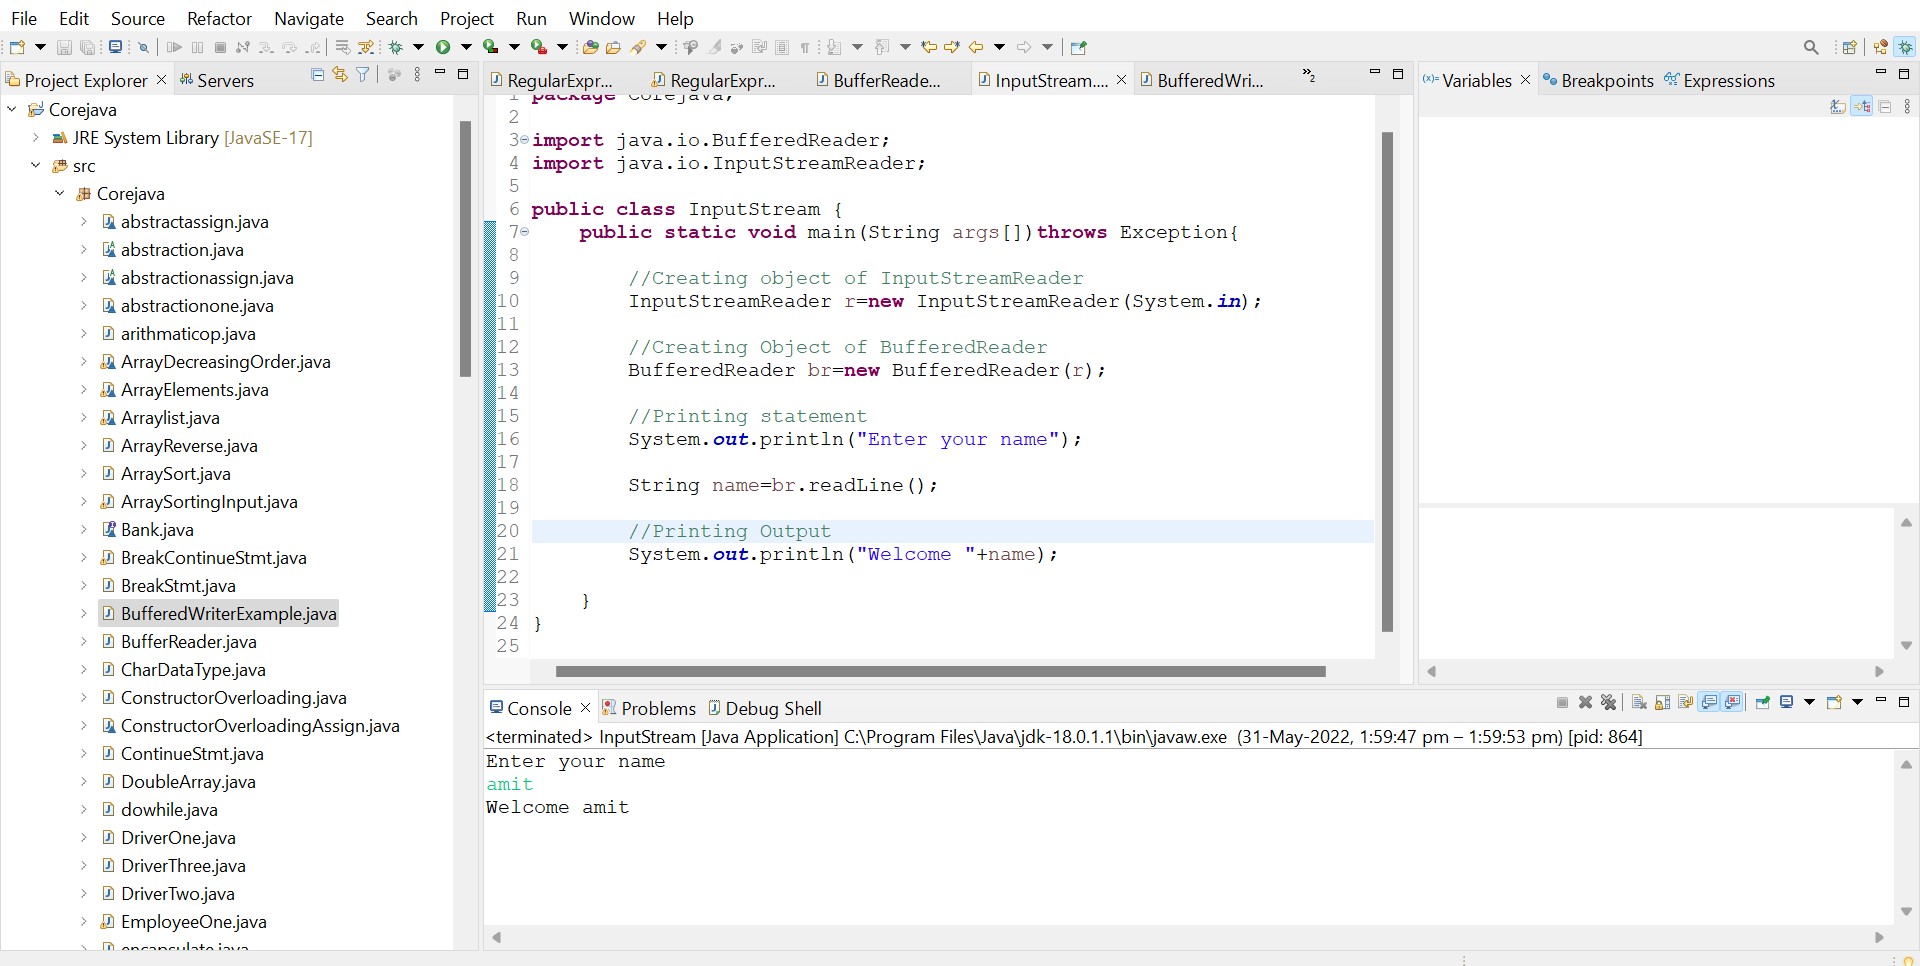 File Edit Source Refactor Navigate Search Project Run Window Help
Project Explorer
Servers
Corejava
JRE System Library [JavaSE-17]
src
Corejava
abstractassign.java
abstraction.java
abstractionassign.java
abstractionone.java
arithmaticop.java
ArrayDecreasingOrder.java
ArrayElements.java
Arraylist.java
ArrayReverse.java
ArraySort.java
ArraySortingInput.java
Bank.java
BreakContinueStmt.java
BreakStmt.java
BufferedWriterExample.java
BufferReader.java
CharDataType.java
ConstructorOverloading.java
ConstructorOverloadingAssign.java
ContinueStmt.java
DoubleArray.java
dowhile.java
DriverOne.java
DriverThree.java
DriverTwo.java
EmployeeOne.java
encapsulate.java
RegularExpr... RegularExpr... BufferReade... InputStream.... BufferedWri... »2
1 package Corejava;
2
3 import java.io.BufferedReader;
4 import java.io.InputStreamReader;
5
6 public class InputStream {
7 public static void main(String args[])throws Exception{
8
9 //Creating object of InputStreamReader
10 InputStreamReader r=new InputStreamReader(System.in);
11
12 //Creating Object of BufferedReader
13 BufferedReader br=new BufferedReader(r);
14
15 //Printing statement
16 System.out.println("Enter your name");
17
18 String name=br.readLine();
19
20 //Printing Output
21 System.out.println("Welcome "+name);
22
23 }
24 }
25
(x)= Variables Breakpoints Expressions
Console Problems Debug Shell
<terminated> InputStream [Java Application] C:\Program Files\Java\jdk-18.0.1.1\bin\javaw.exe (31-May-2022, 1:59:47 pm – 1:59:53 pm) [pid: 864]
Enter your name
amit
Welcome amit